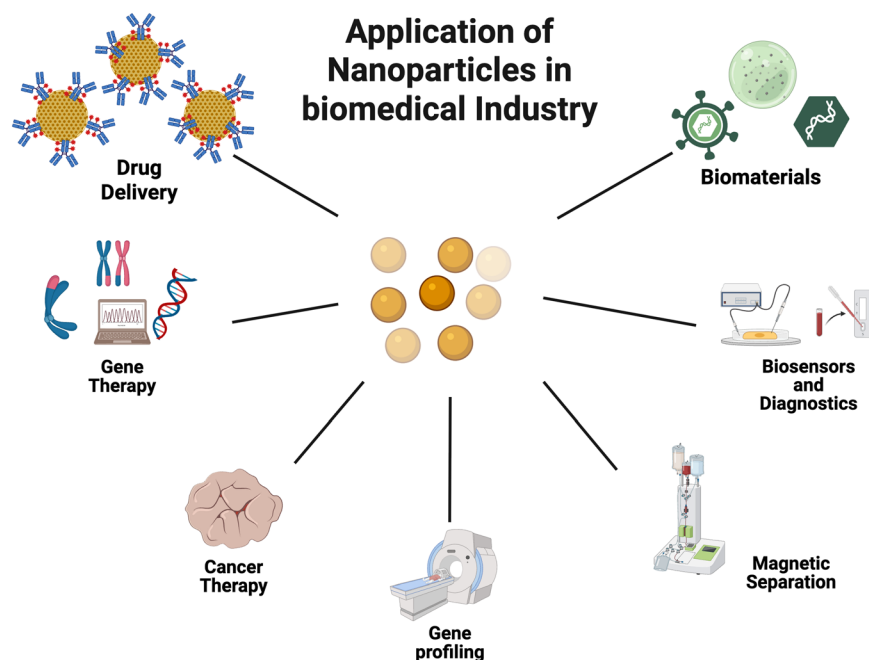 Application of
Nanoparticles in
biomedical Industry
Drug
Delivery
Biomaterials
Gene
Therapy
Biosensors
and
Diagnostics
Cancer
Therapy
Magnetic
Separation
Gene
profiling